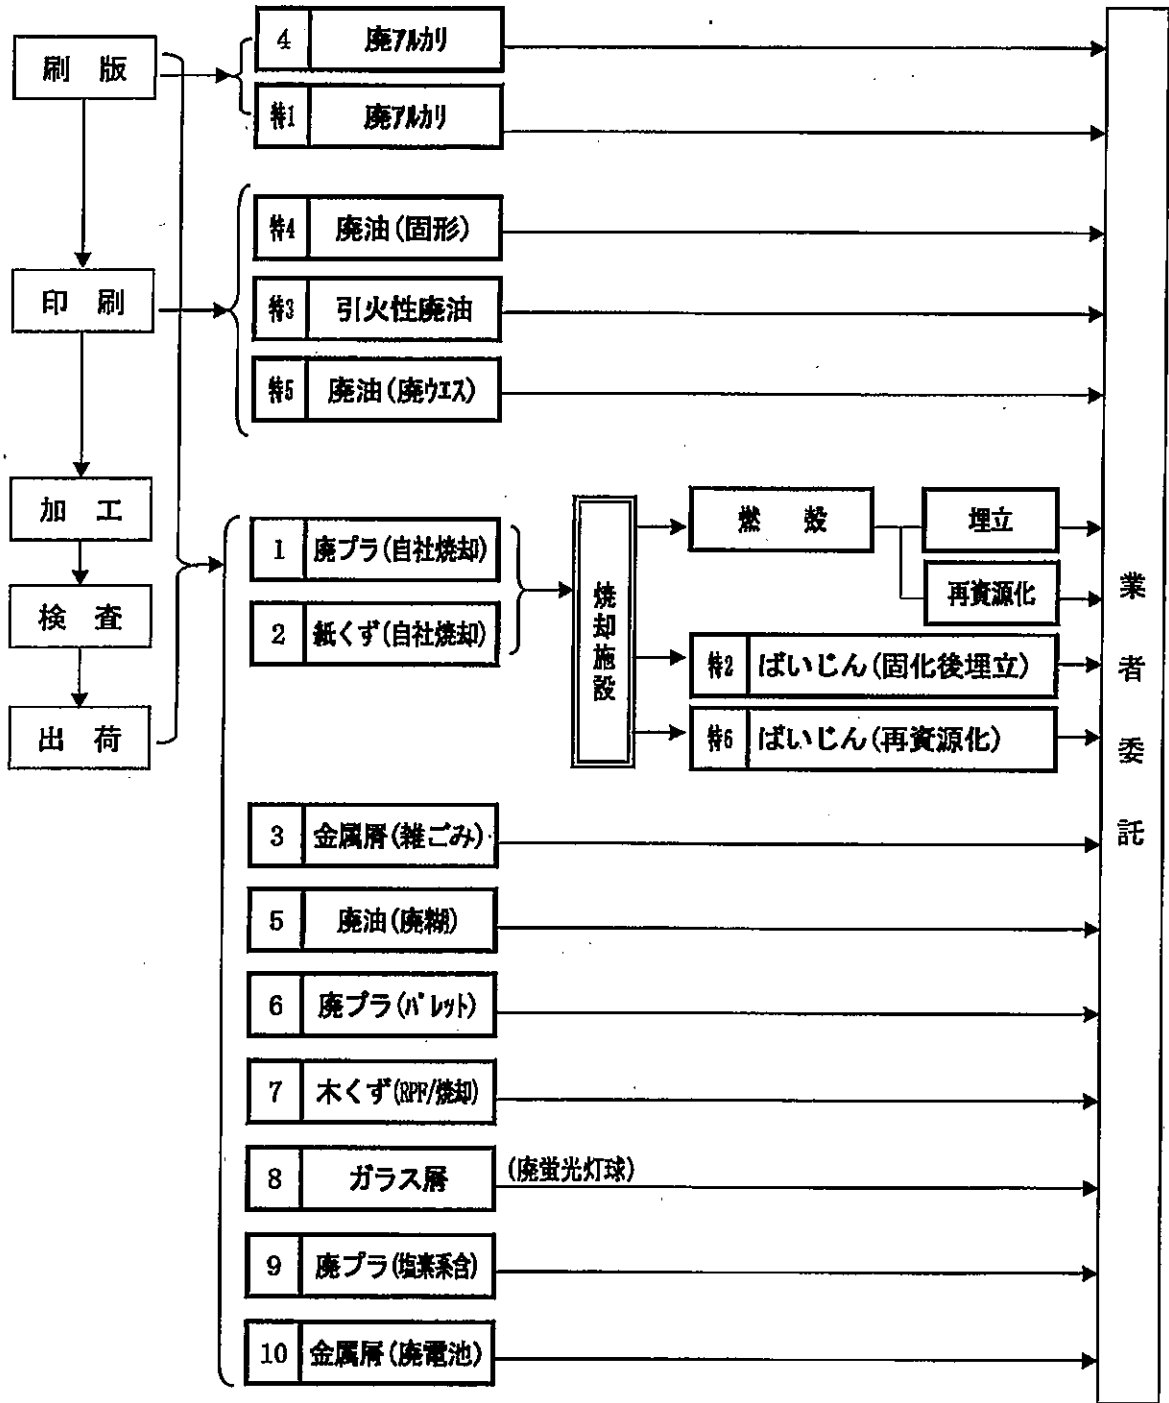 刷 版
4 廃アルカリ
特1 廃アルカリ
印 刷
特4 廃油(固形)
特3 引火性廃油
特5 廃油(廃ウエス)
加 工
検 査
出 荷
1 廃プラ(自社焼却)
2 紙くず(自社焼却)
焼却施設
燃 殻
埋立
再資源化
特2 ばいじん(固化後埋立)
特6 ばいじん(再資源化)
3 金属屑(雑ごみ)
5 廃油(廃糊)
6 廃プラ(パレット)
7 木くず(RPF/焼却)
8 ガラス屑 (廃蛍光灯球)
9 廃プラ(塩素系含)
10 金属屑(廃電池)
業者委託